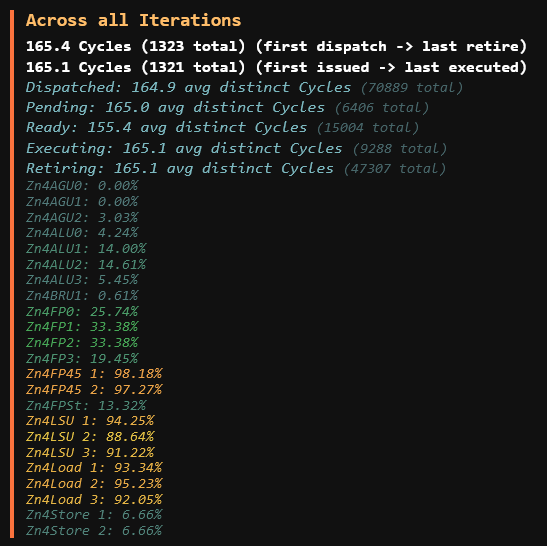 Across all Iterations
165.4 Cycles (1323 total) (first dispatch -> last retire)
165.1 Cycles (1321 total) (first issued -> last executed)
Dispatched: 164.9 avg distinct Cycles (70889 total)
Pending: 165.0 avg distinct Cycles (6406 total)
Ready: 155.4 avg distinct Cycles (15004 total)
Executing: 165.1 avg distinct Cycles (9288 total)
Retiring: 165.1 avg distinct Cycles (47307 total)
Zn4AGU0: 0.00%
Zn4AGU1: 0.00%
Zn4AGU2: 3.03%
Zn4ALU0: 4.24%
Zn4ALU1: 14.00%
Zn4ALU2: 14.61%
Zn4ALU3: 5.45%
Zn4BRU1: 0.61%
Zn4FP0: 25.74%
Zn4FP1: 33.38%
Zn4FP2: 33.38%
Zn4FP3: 19.45%
Zn4FP45 1: 98.18%
Zn4FP45 2: 97.27%
Zn4FPSt: 13.32%
Zn4LSU 1: 94.25%
Zn4LSU 2: 88.64%
Zn4LSU 3: 91.22%
Zn4Load 1: 93.34%
Zn4Load 2: 95.23%
Zn4Load 3: 92.05%
Zn4Store 1: 6.66%
Zn4Store 2: 6.66%